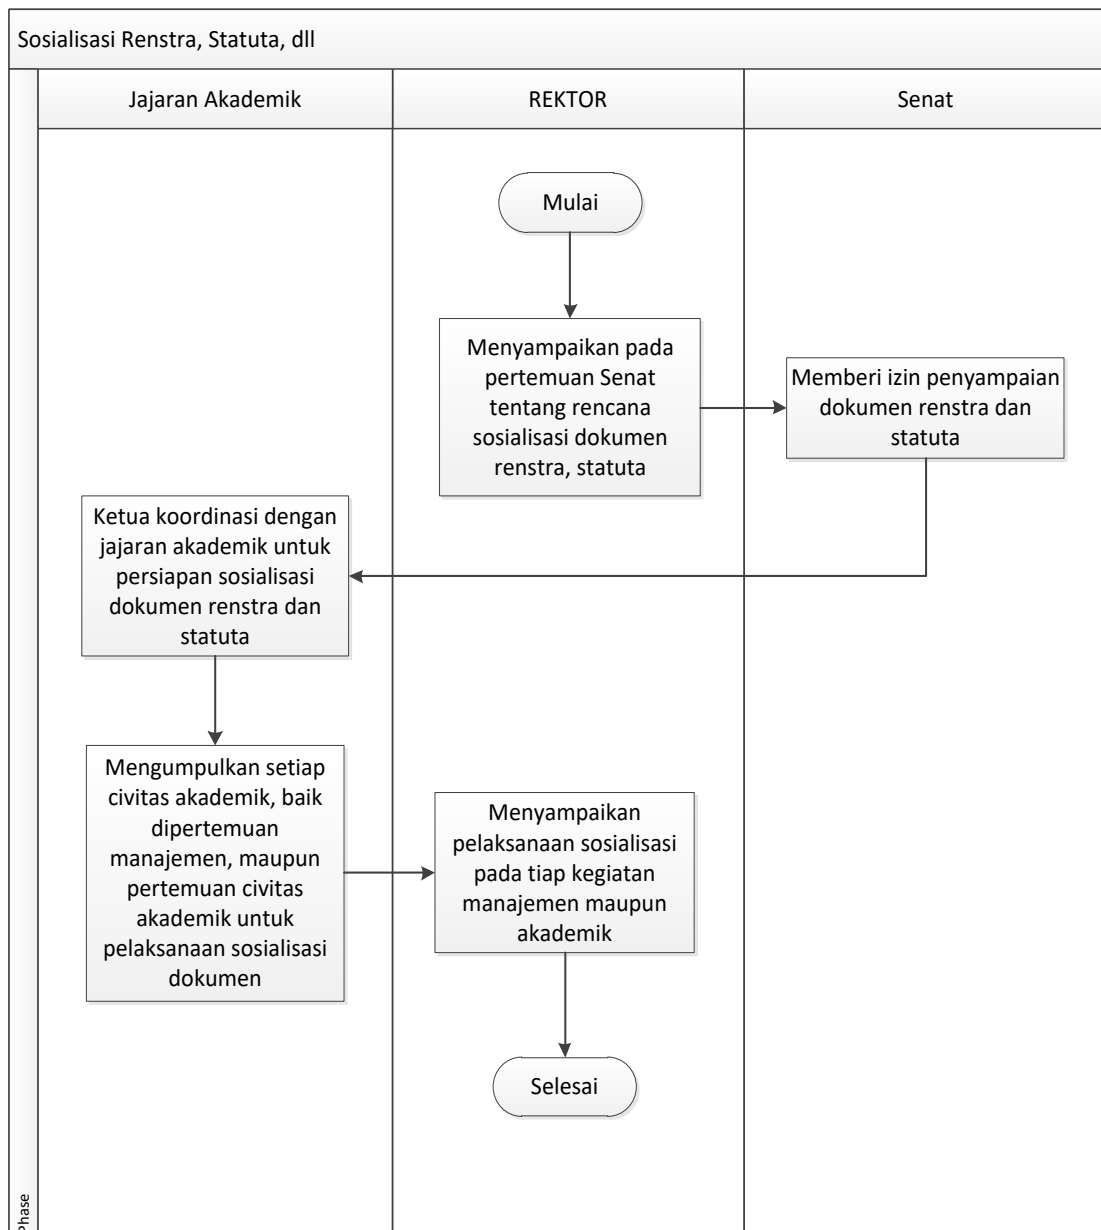 Sosialisasi Renstra, Statuta, dll
Jajaran Akademik
REKTOR
Senat
Mulai
Menyampaikan pada
pertemuan Senat
tentang rencana
sosialisasi dokumen
renstra, statuta
Memberi izin penyampaian
dokumen renstra dan
statuta
Ketua koordinasi dengan
jajaran akademik untuk
persiapan sosialisasi
dokumen renstra dan
statuta
Mengumpulkan setiap
civitas akademik, baik
dipertemuan
manajemen, maupun
pertemuan civitas
akademik untuk
pelaksanaan sosialisasi
dokumen
Menyampaikan
pelaksanaan sosialisasi
pada tiap kegiatan
manajemen maupun
akademik
Selesai
Phase